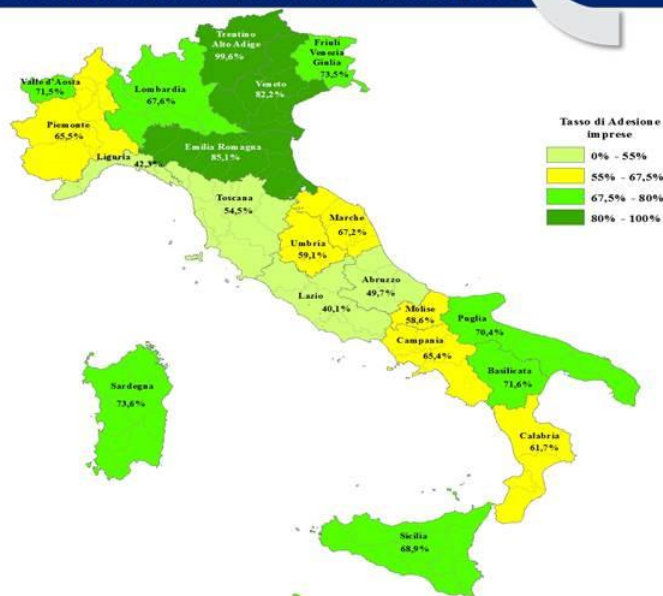 Trentino
Alto Adige
99,6%
Friuli
Venezia
Giulia
73,5%
Valle d'Aosta
71,5%
Lombardia
67,6%
Veneto
82,2%
Piemonte
65,5%
Emilia Romagna
85,1%
Liguria
42,3%
Toscana
54,5%
Marche
67,2%
Umbria
59,1%
Abruzzo
49,7%
Lazio
40,1%
Molise
58,6%
Puglia
70,4%
Campania
65,4%
Basilicata
71,6%
Sardegna
73,6%
Calabria
61,7%
Sicilia
68,9%
Tasso di Adesione
imprese
0% - 55%
55% - 67,5%
67,5% - 80%
80% - 100%